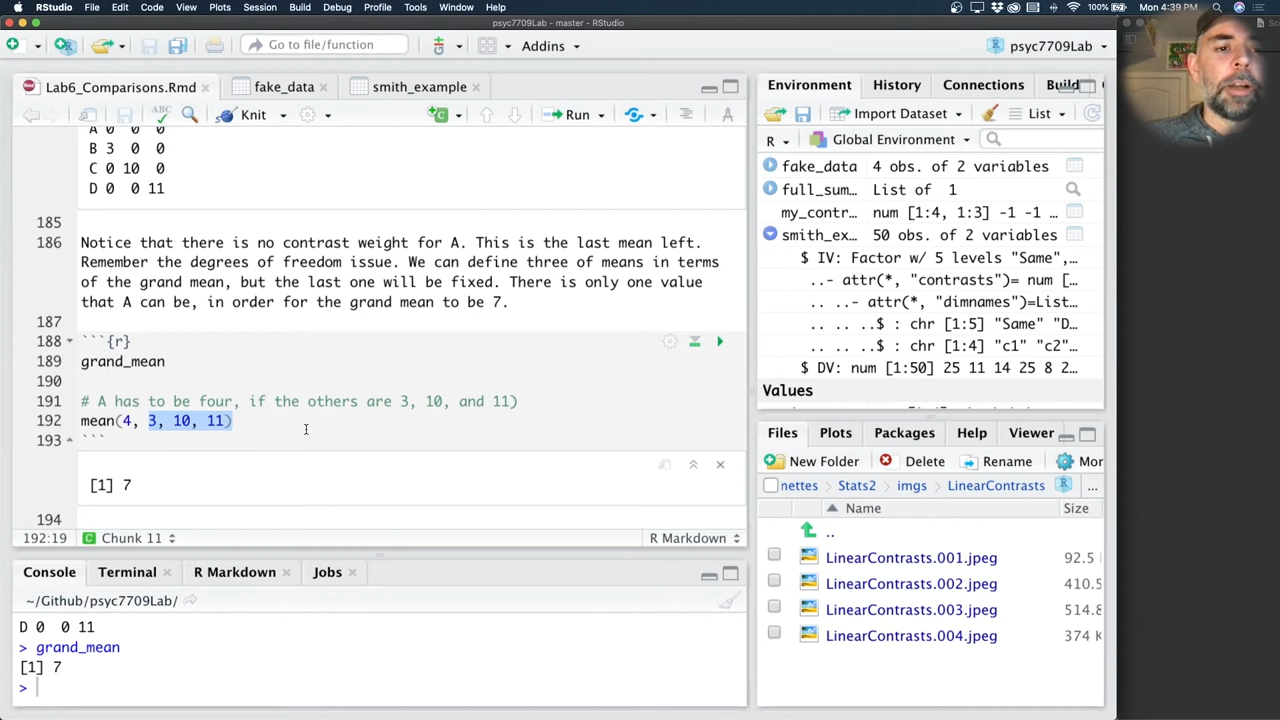 RStudio File Edit Code View Plots Session Build Debug Profile Tools Window Help 100% Mon 4:39 PM
psyc7709Lab - master - RStudio
Go to file/function Addins psyc7709Lab
Lab6_Comparisons.Rmd fake_data smith_example
ABC Knit Run
A 0 0 0
B 3 0 0
C 0 10 0
D 0 0 11
185
186 Notice that there is no contrast weight for A. This is the last mean left.
Remember the degrees of freedom issue. We can define three of means in terms
of the grand mean, but the last one will be fixed. There is only one value
that A can be, in order for the grand mean to be 7.
187
188 ```{r}
189 grand_mean
190
191 # A has to be four, if the others are 3, 10, and 11)
192 mean(4, 3, 10, 11)
193 ```
[1] 7
194
192:19 Chunk 11 R Markdown
Console Terminal R Markdown Jobs
~/Github/psyc7709Lab/
D 0 0 11
> grand_mean
[1] 7
>
Environment History Connections Build
Import Dataset List
R Global Environment
fake_data 4 obs. of 2 variables
full_sum… List of 1
my_contr… num [1:4, 1:3] -1 -1 …
smith_ex… 50 obs. of 2 variables
$ IV: Factor w/ 5 levels "Same",…
..- attr(*, "contrasts")= num […
.. ..- attr(*, "dimnames")=List…
.. .. ..$ : chr [1:5] "Same" "D…
.. .. ..$ : chr [1:4] "c1" "c2"…
$ DV: num [1:50] 25 11 14 25 8 2…
Values
Files Plots Packages Help Viewer
New Folder Delete Rename Mor
nettes Stats2 imgs LinearContrasts ...
Name Size
..
LinearContrasts.001.jpeg 92.5
LinearContrasts.002.jpeg 410.5
LinearContrasts.003.jpeg 514.8
LinearContrasts.004.jpeg 374 K